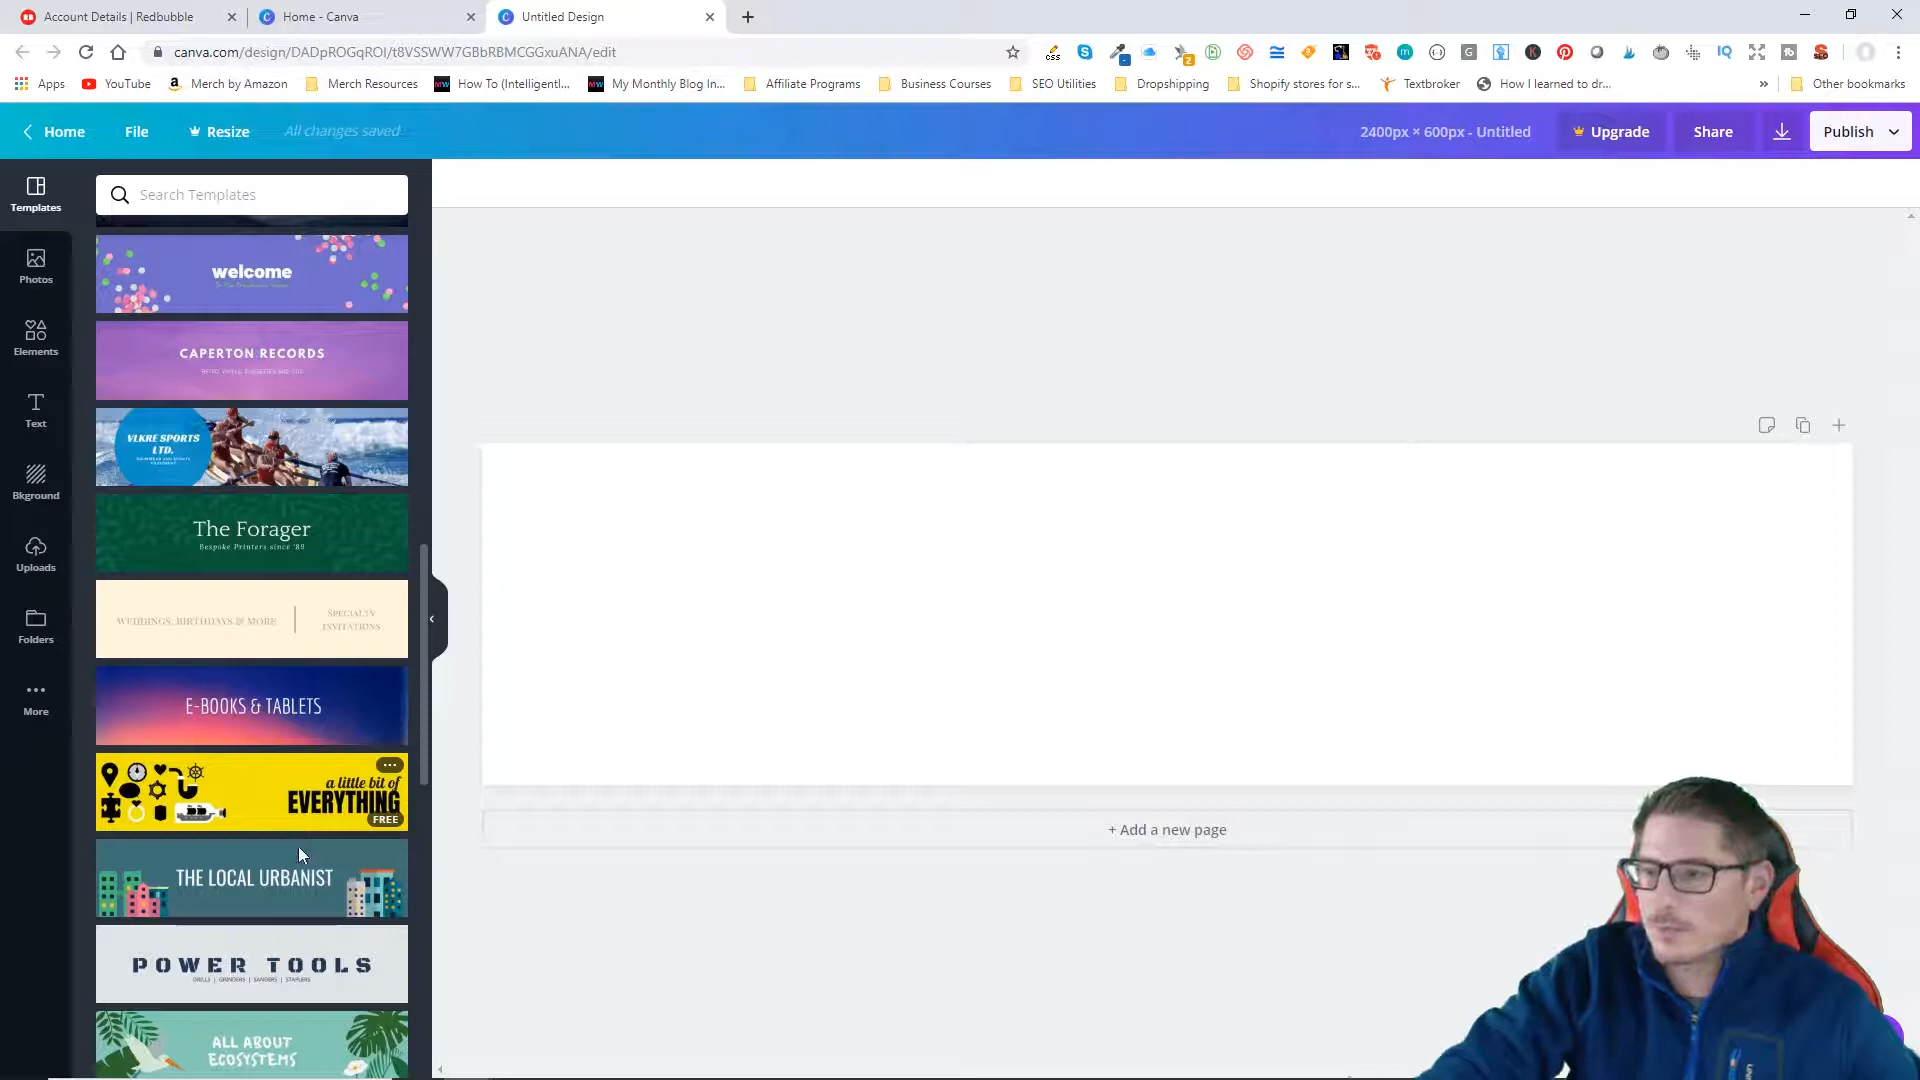 Account Details | Redbubble
Home - Canva
Untitled Design
canva.com/design/DADpROGqROI/t8VSSWW7GBbRBMCGGxuANA/edit
Apps
YouTube
Merch by Amazon
Merch Resources
How To (Intelligentl...
My Monthly Blog In...
Affiliate Programs
Business Courses
SEO Utilities
Dropshipping
Shopify stores for s...
Textbroker
How I learned to dr...
Other bookmarks
Home
File
Resize
All changes saved
2400px × 600px - Untitled
Upgrade
Share
Publish
Templates
Photos
Elements
Text
Bkground
Uploads
Folders
More
Search Templates
welcome
CAPERTON RECORDS
VLKRE SPORTS
LTD.
The Forager
Bespoke Printers since '89
WEDDINGS, BIRTHDAYS & MORE
SPECIALTY
INVITATIONS
E-BOOKS & TABLETS
a little bit of
EVERYTHING
FREE
THE LOCAL URBANIST
POWER TOOLS
DRILLS | GRINDERS | SANDERS | STAPLERS
ALL ABOUT
ECOSYSTEMS
+ Add a new page